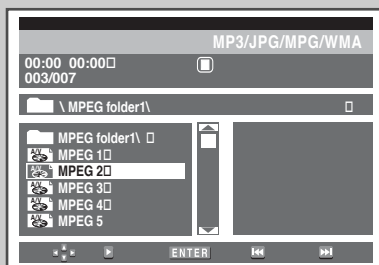 MP3/JPG/MPG/WMA
00:00 00:00
003/007
\ MPEG folder1\
MPEG folder1\
MPEG 1
MPEG 2
MPEG 3
MPEG 4
MPEG 5
ENTER